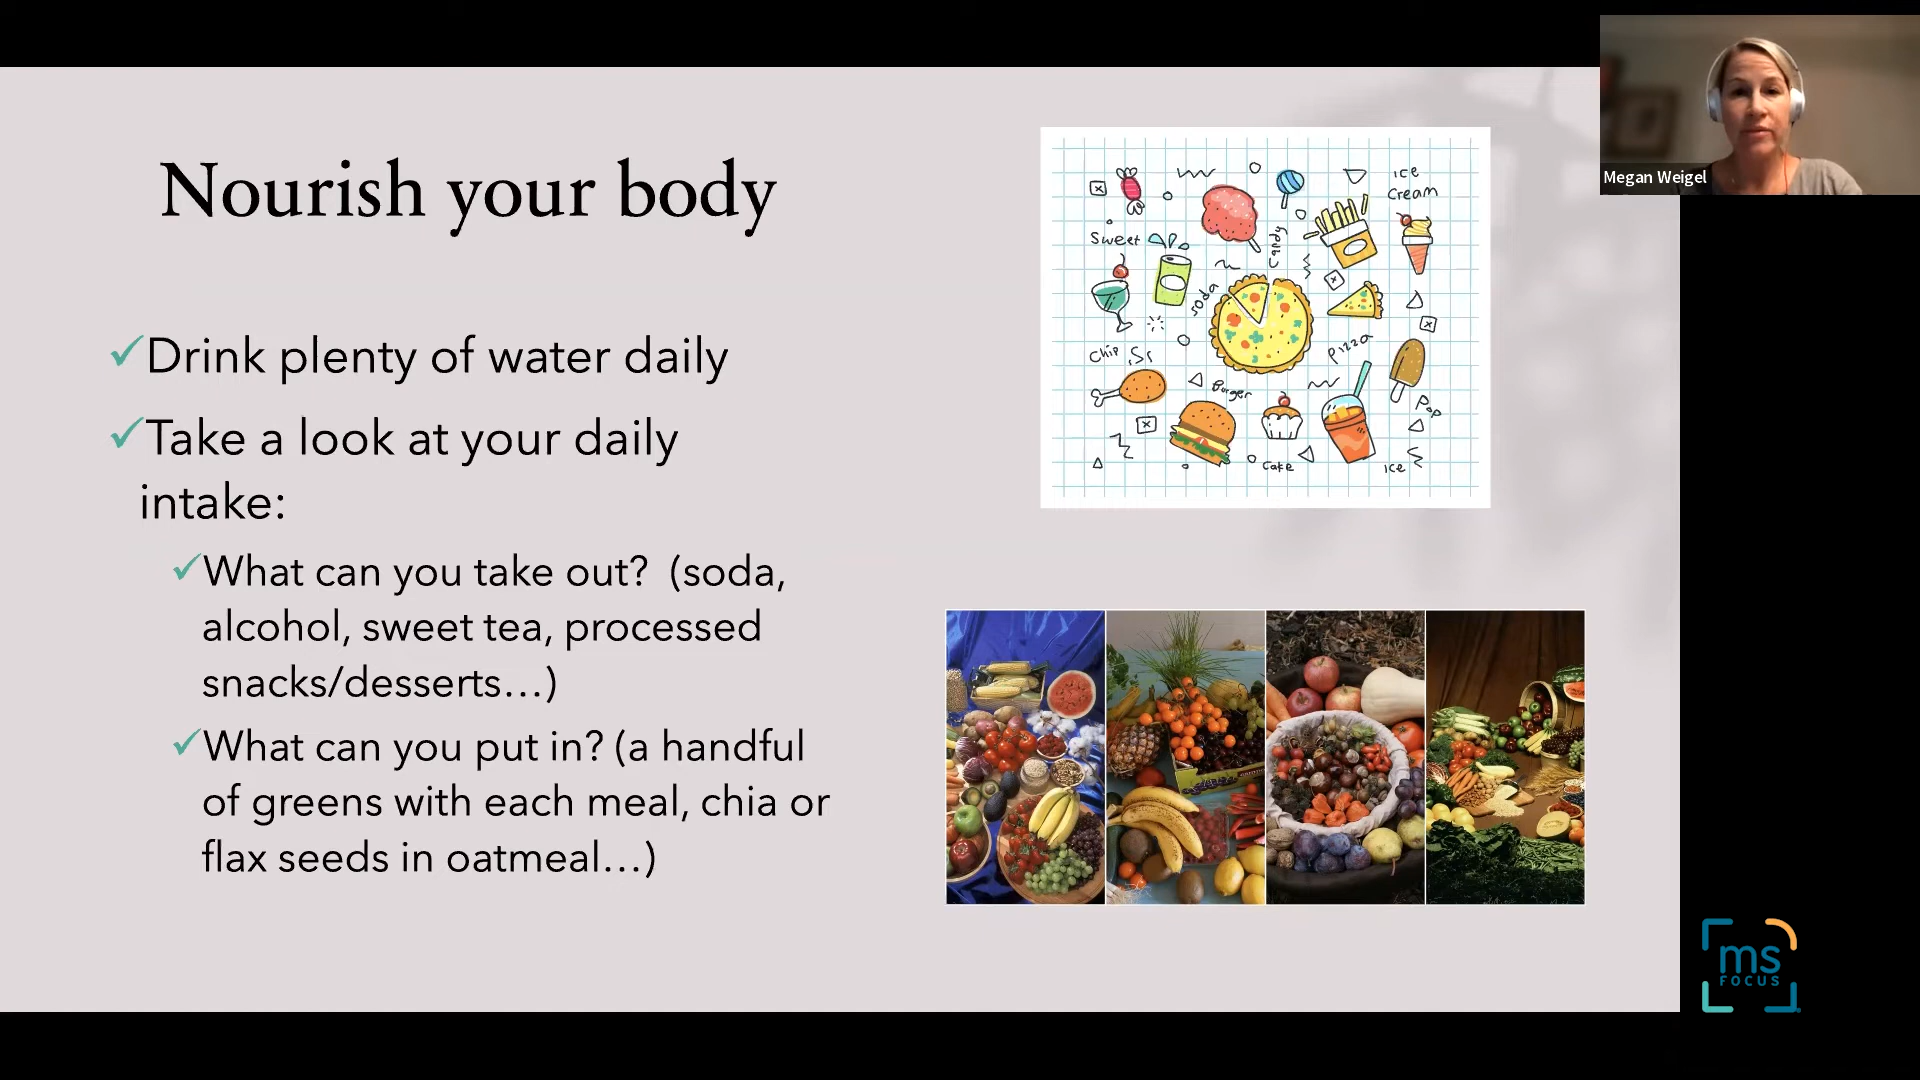 Nourish your body
✓Drink plenty of water daily
✓Take a look at your daily
intake:
✓What can you take out?  (soda,
alcohol, sweet tea, processed
snacks/desserts…)
✓What can you put in? (a handful
of greens with each meal, chia or
flax seeds in oatmeal…)
Ice
Cream
Sweet
Candy
Soda
Chip
Pizza
Burger
Pop
Cake
Ice
Megan Weigel
ms
FOCUS